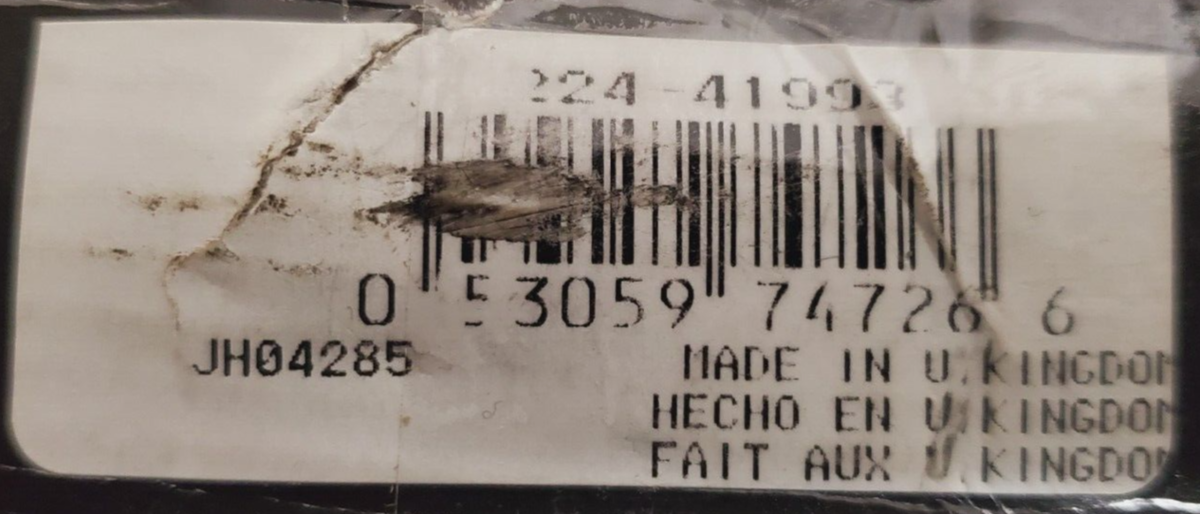 224-41993
0 53059 74726 6
JH04285
MADE IN U.KINGDOM
HECHO EN U.KINGDOM
FAIT AUX U.KINGDOM